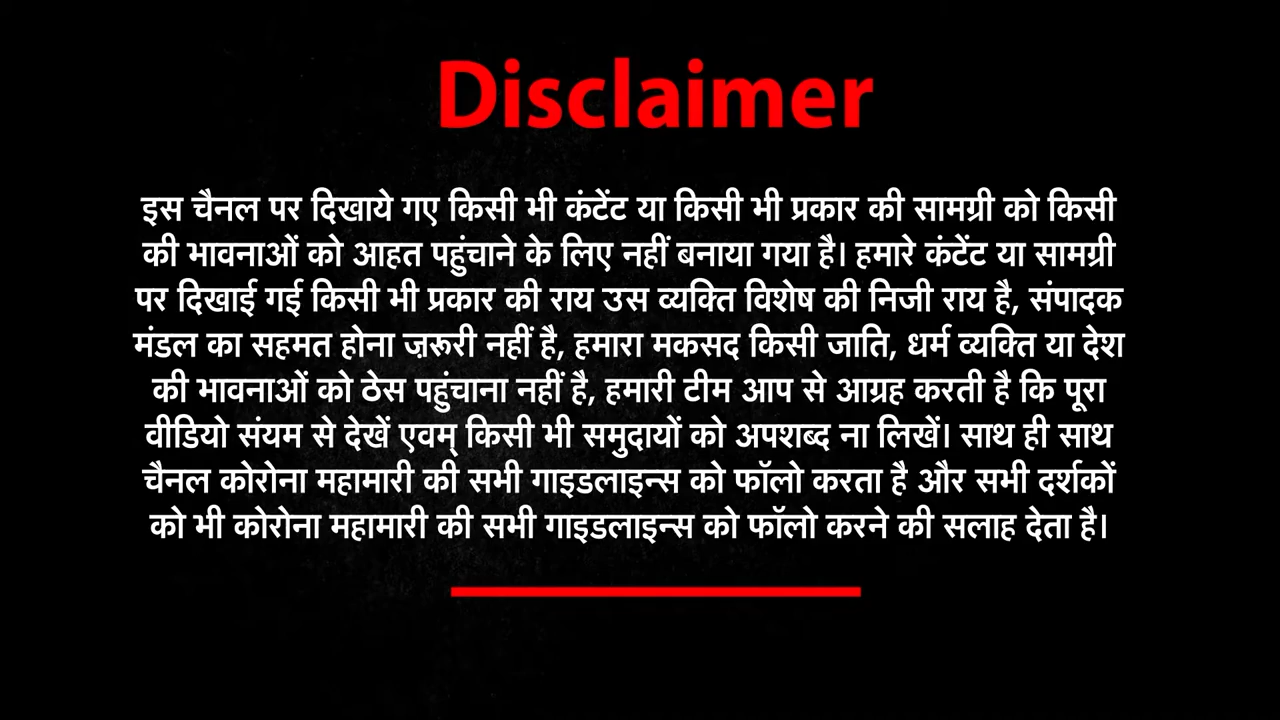 Disclaimer
इस चैनल पर दिखाये गए किसी भी कंटेंट या किसी भी प्रकार की सामग्री को किसी
की भावनाओं को आहत पहुंचाने के लिए नहीं बनाया गया है। हमारे कंटेंट या सामग्री
पर दिखाई गई किसी भी प्रकार की राय उस व्यक्ति विशेष की निजी राय है, संपादक
मंडल का सहमत होना ज़रूरी नहीं है, हमारा मकसद किसी जाति, धर्म व्यक्ति या देश
की भावनाओं को ठेस पहुंचाना नहीं है, हमारी टीम आप से आग्रह करती है कि पूरा
वीडियो संयम से देखें एवम् किसी भी समुदायों को अपशब्द ना लिखें। साथ ही साथ
चैनल कोरोना महामारी की सभी गाइडलाइन्स को फॉलो करता है और सभी दर्शकों
को भी कोरोना महामारी की सभी गाइडलाइन्स को फॉलो करने की सलाह देता है।